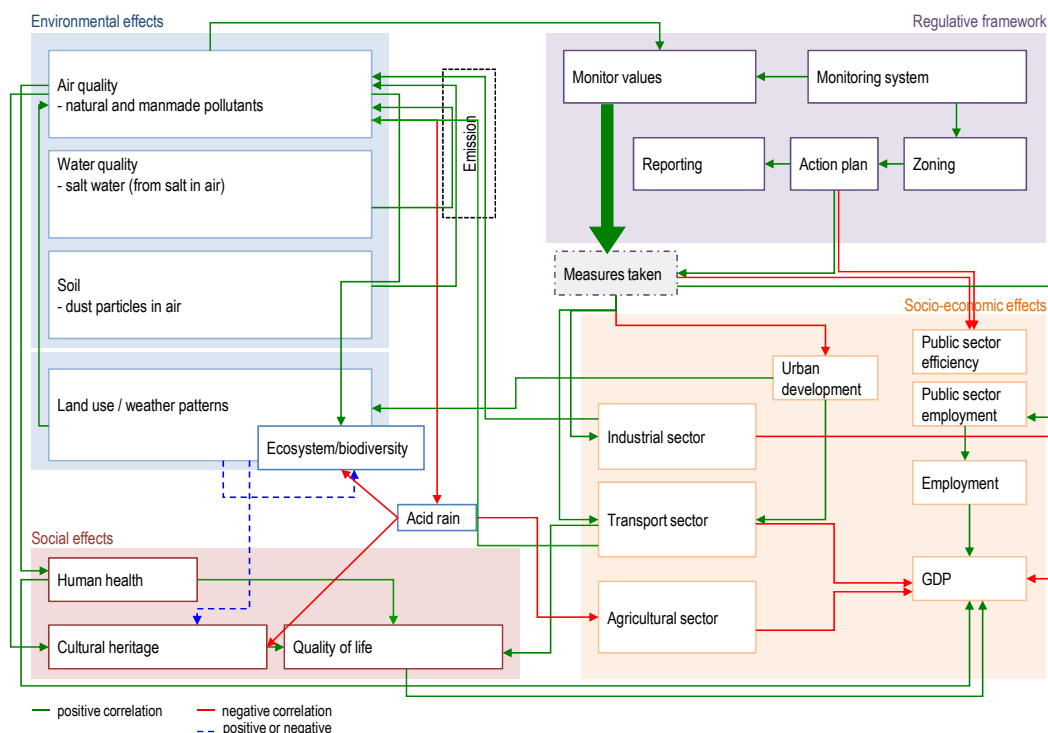 Environmental effects
Regulative framework
Air quality
- natural and manmade pollutants
Emission
Monitor values
Monitoring system
Water quality
- salt water (from salt in air)
Reporting
Action plan
Zoning
Soil
- dust particles in air
Measures taken
Socio-economic effects
Public sector
efficiency
Urban
development
Land use / weather patterns
Public sector
employment
Ecosystem/biodiversity
Industrial sector
Employment
Acid rain
Transport sector
Social effects
Human health
GDP
Cultural heritage
Quality of life
Agricultural sector
positive correlation
negative correlation
positive or negative